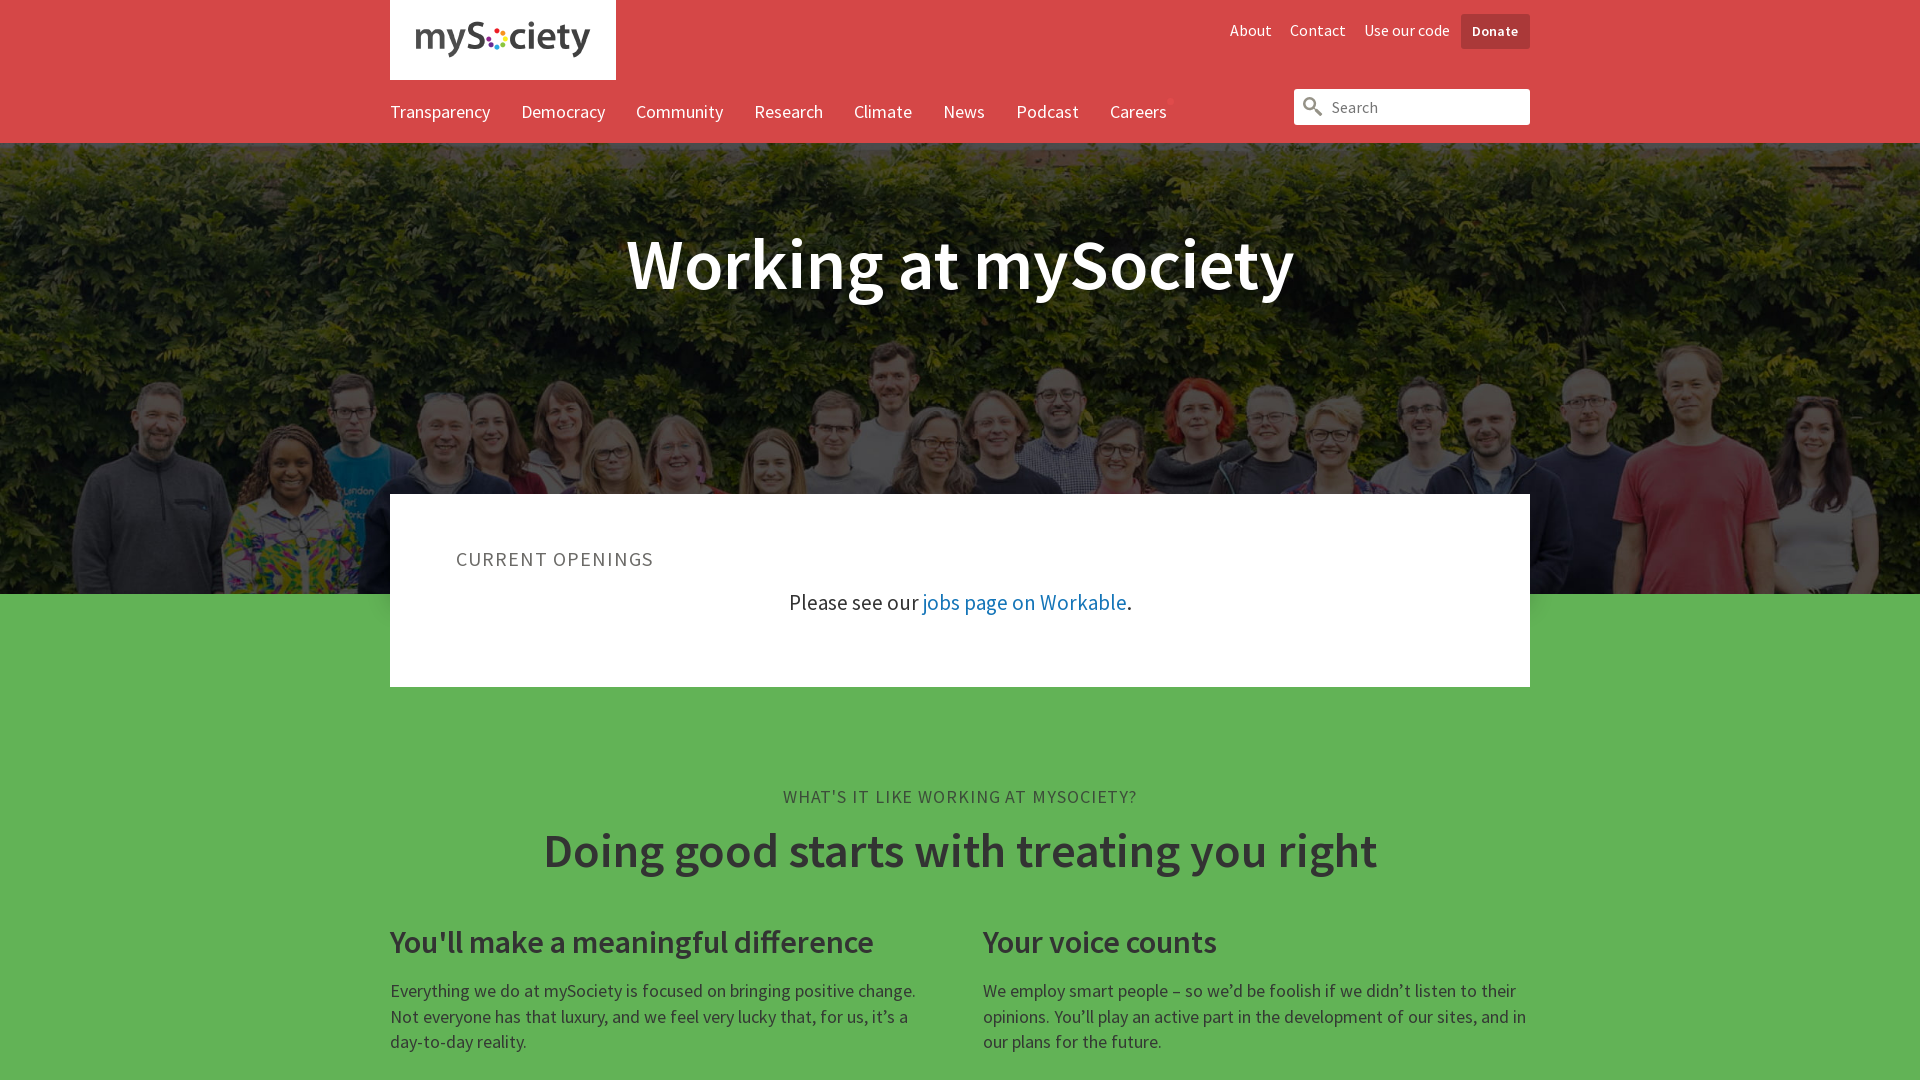 mySociety
About Contact Use our code Donate
Transparency Democracy Community Research Climate News Podcast Careers
Search
Working at mySociety
London
CURRENT OPENINGS
Please see our jobs page on Workable.
WHAT'S IT LIKE WORKING AT MYSOCIETY?
Doing good starts with treating you right
You'll make a meaningful difference
Everything we do at mySociety is focused on bringing positive change.
Not everyone has that luxury, and we feel very lucky that, for us, it’s a
day-to-day reality.
Your voice counts
We employ smart people – so we’d be foolish if we didn’t listen to their
opinions. You’ll play an active part in the development of our sites, and in
our plans for the future.